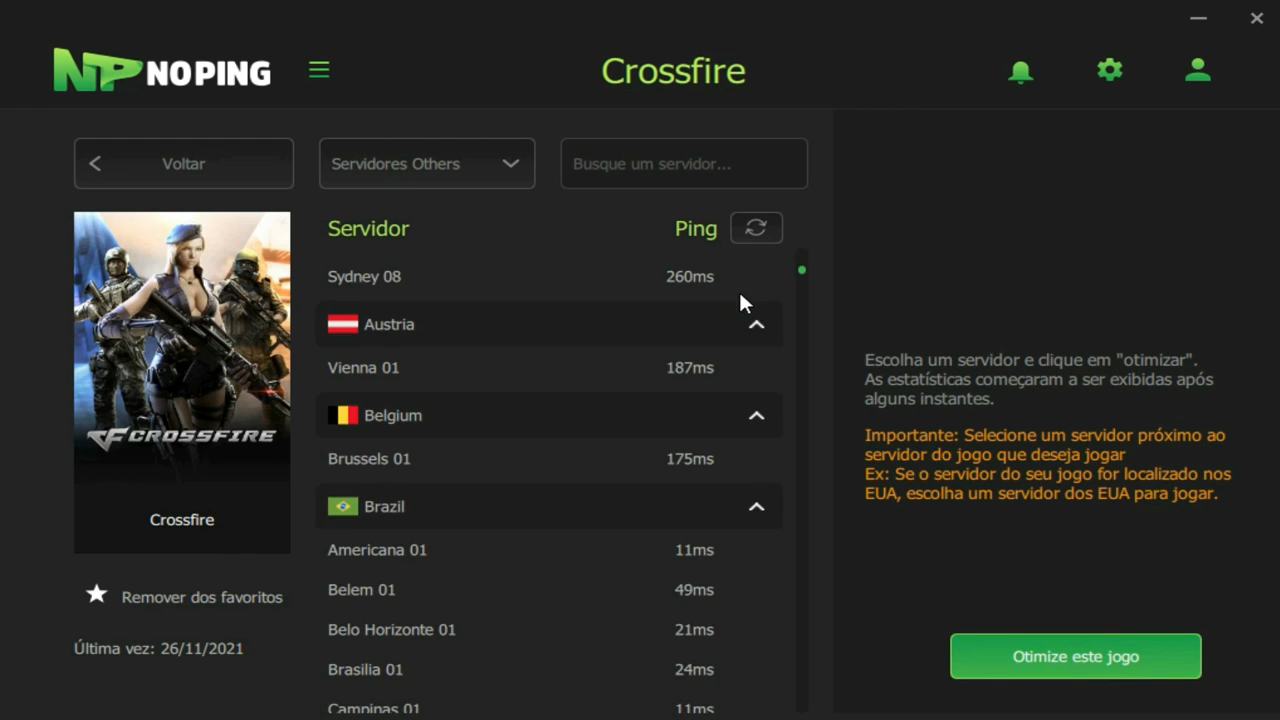 NP NOPING
Crossfire
Voltar
Servidores Others
Busque um servidor...
CF CROSSFIRE
Crossfire
Remover dos favoritos
Última vez: 26/11/2021
Servidor Ping
Sydney 08 260ms
Austria
Vienna 01 187ms
Belgium
Brussels 01 175ms
Brazil
Americana 01 11ms
Belem 01 49ms
Belo Horizonte 01 21ms
Brasilia 01 24ms
Campinas 01 11ms
Escolha um servidor e clique em "otimizar".
As estatísticas começaram a ser exibidas após
alguns instantes.
Importante: Selecione um servidor próximo ao
servidor do jogo que deseja jogar
Ex: Se o servidor do seu jogo for localizado nos
EUA, escolha um servidor dos EUA para jogar.
Otimize este jogo